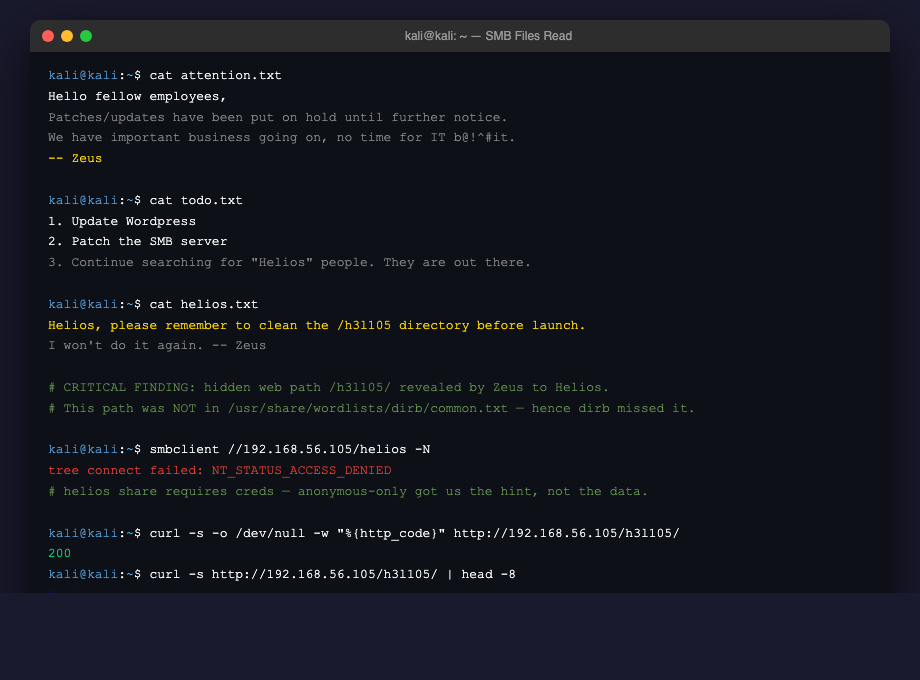 kali@kali: ~ — SMB Files Read
kali@kali:~$ cat attention.txt
Hello fellow employees,
Patches/updates have been put on hold until further notice.
We have important business going on, no time for IT b@!^#it.
-- Zeus
kali@kali:~$ cat todo.txt
1. Update Wordpress
2. Patch the SMB server
3. Continue searching for "Helios" people. They are out there.
kali@kali:~$ cat helios.txt
Helios, please remember to clean the /h3l105 directory before launch.
I won't do it again. -- Zeus
# CRITICAL FINDING: hidden web path /h3l105/ revealed by Zeus to Helios.
# This path was NOT in /usr/share/wordlists/dirb/common.txt — hence dirb missed it.
kali@kali:~$ smbclient //192.168.56.105/helios -N
tree connect failed: NT_STATUS_ACCESS_DENIED
# helios share requires creds — anonymous-only got us the hint, not the data.
kali@kali:~$ curl -s -o /dev/null -w "%{http_code}" http://192.168.56.105/h3l105/
200
kali@kali:~$ curl -s http://192.168.56.105/h3l105/ | head -8